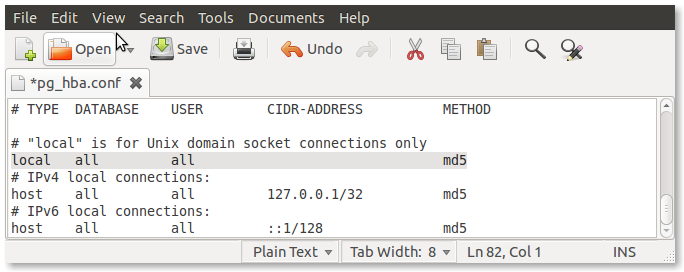 File Edit View Search Tools Documents Help
Open Save Undo
*pg_hba.conf
# TYPE DATABASE USER CIDR-ADDRESS METHOD
# "local" is for Unix domain socket connections only
local all all md5
# IPv4 local connections:
host all all 127.0.0.1/32 md5
# IPv6 local connections:
host all all ::1/128 md5
Plain Text Tab Width: 8 Ln 82, Col 1 INS